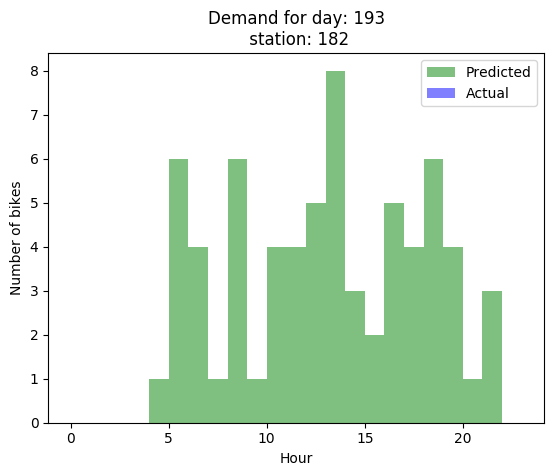 Demand for day: 193
station: 182
Predicted
Actual
Number of bikes
8
7
6
5
4
3
2
1
0
0 5 10 15 20
Hour